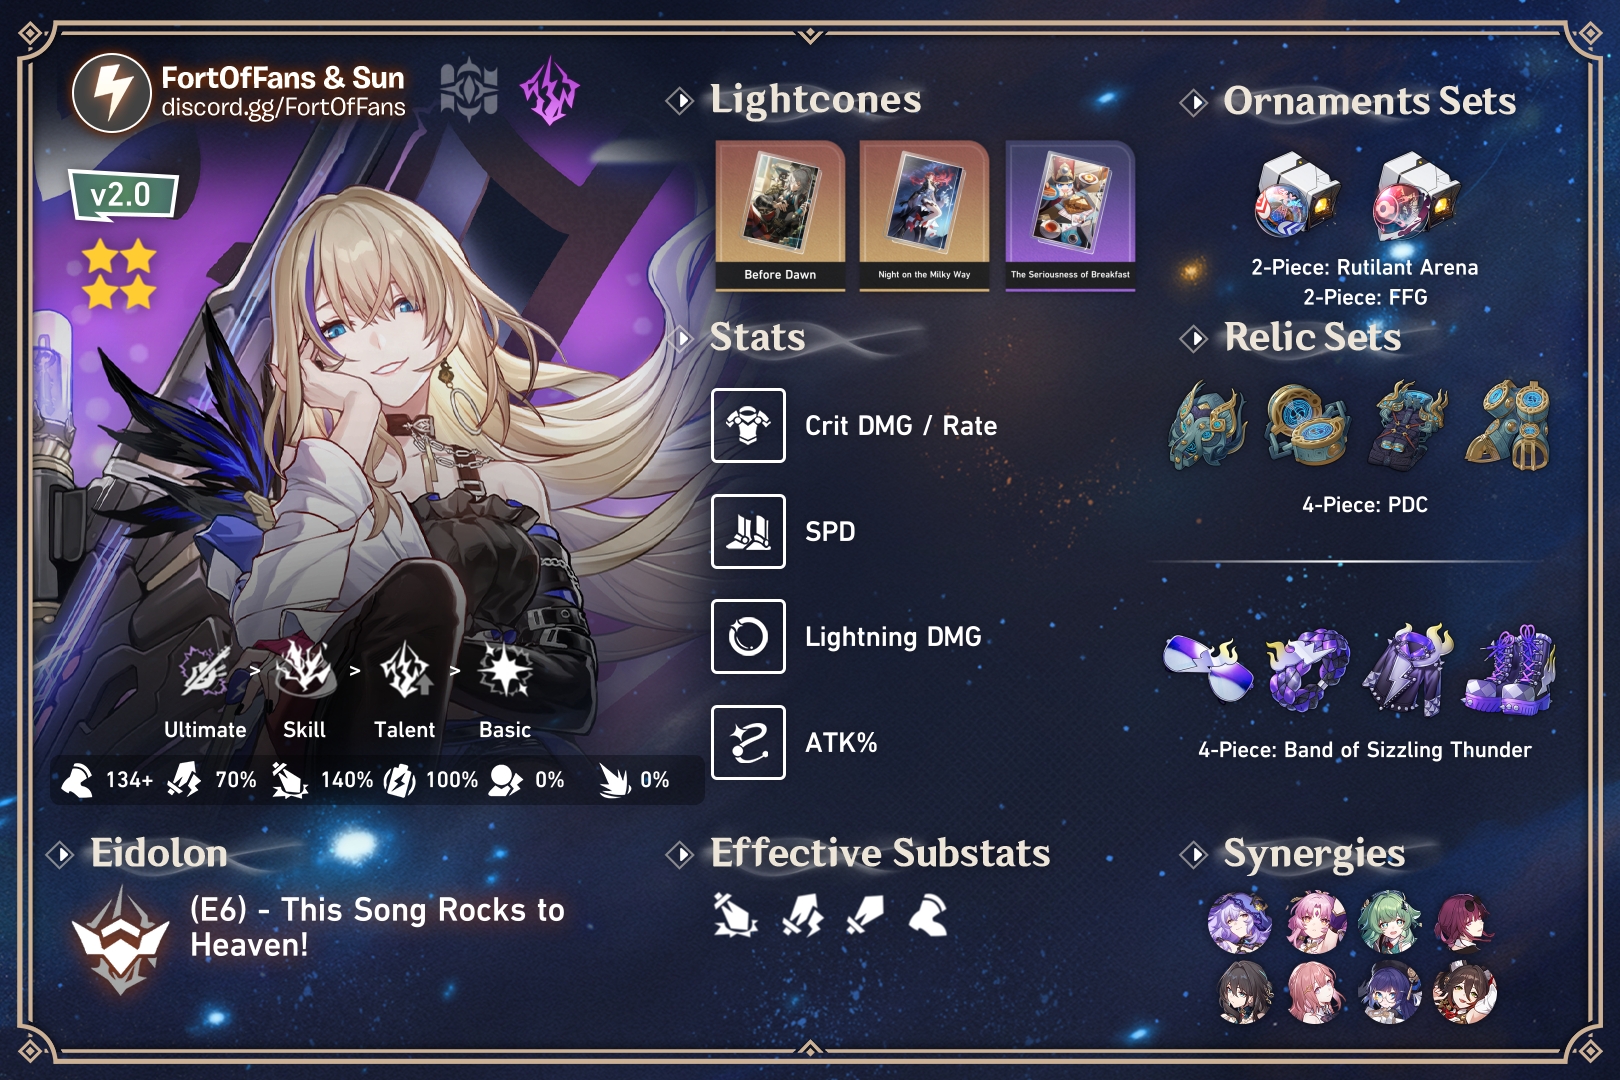 FortOfFans & Sun
discord.gg/FortOfFans
v2.0
Ultimate > Skill > Talent > Basic
134+ 70% 140% 100% 0% 0%
Eidolon
(E6) - This Song Rocks to
Heaven!
Lightcones
Before Dawn
Night on the Milky Way
The Seriousness of Breakfast
Stats
Crit DMG / Rate
SPD
Lightning DMG
ATK%
Effective Substats
Ornaments Sets
2-Piece: Rutilant Arena
2-Piece: FFG
Relic Sets
4-Piece: PDC
4-Piece: Band of Sizzling Thunder
Synergies